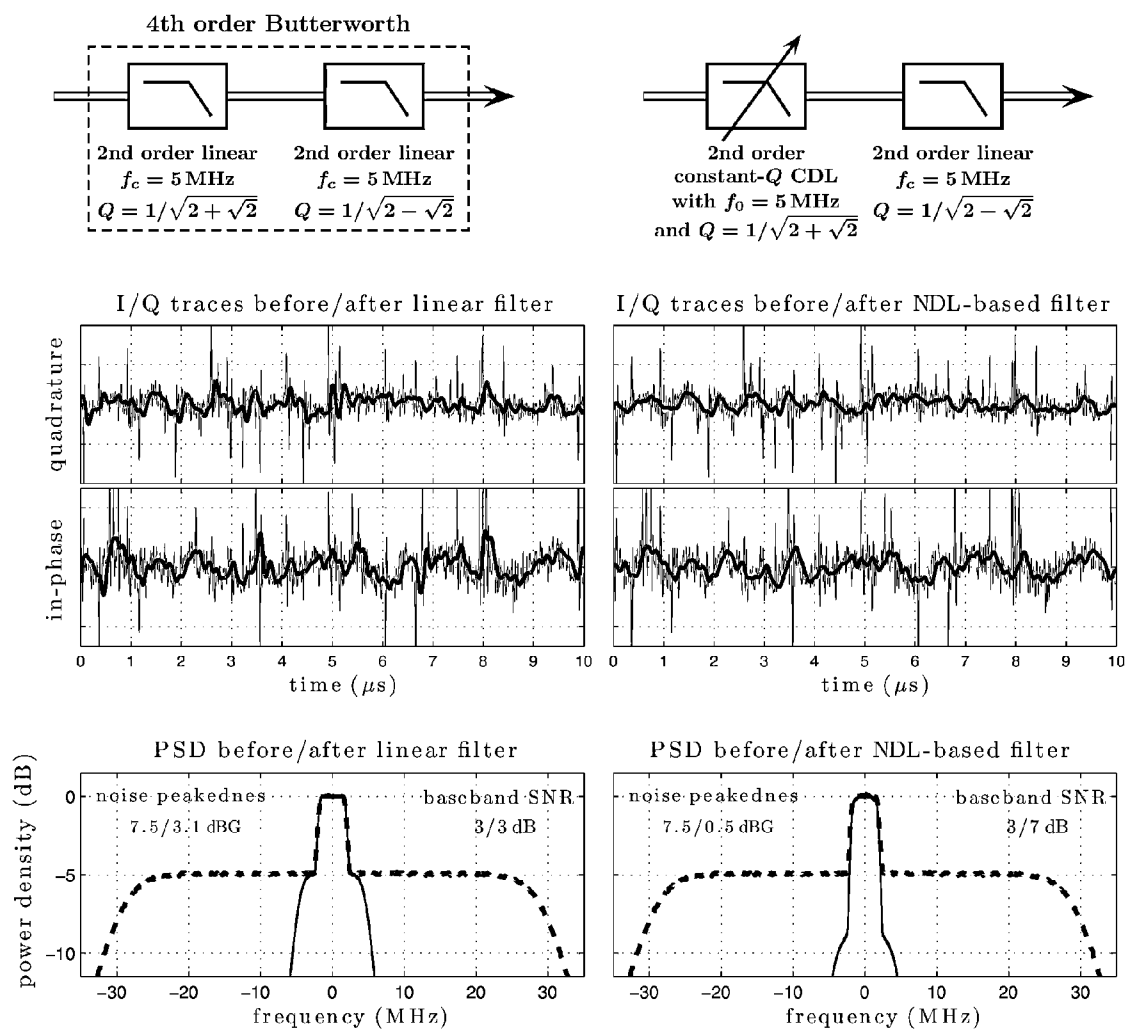 4th order Butterworth
2nd order linear
f_c = 5 MHz
Q = 1/√(2 + √2)
2nd order linear
f_c = 5 MHz
Q = 1/√(2 − √2)
2nd order
constant-Q CDL
with f_0 = 5 MHz
and Q = 1/√(2 + √2)
2nd order linear
f_c = 5 MHz
Q = 1/√(2 − √2)
I/Q traces before/after linear filter
quadrature
in-phase
0 1 2 3 4 5 6 7 8 9 10
time (μs)
I/Q traces before/after NDL-based filter
0 1 2 3 4 5 6 7 8 9 10
time (μs)
PSD before/after linear filter
power density (dB)
0
−5
−10
noise peakednes
7.5/3.1 dBG
baseband SNR
3/3 dB
−30 −20 −10 0 10 20 30
frequency (MHz)
PSD before/after NDL-based filter
0
−5
−10
noise peakednes
7.5/0.5 dBG
baseband SNR
3/7 dB
−30 −20 −10 0 10 20 30
frequency (MHz)